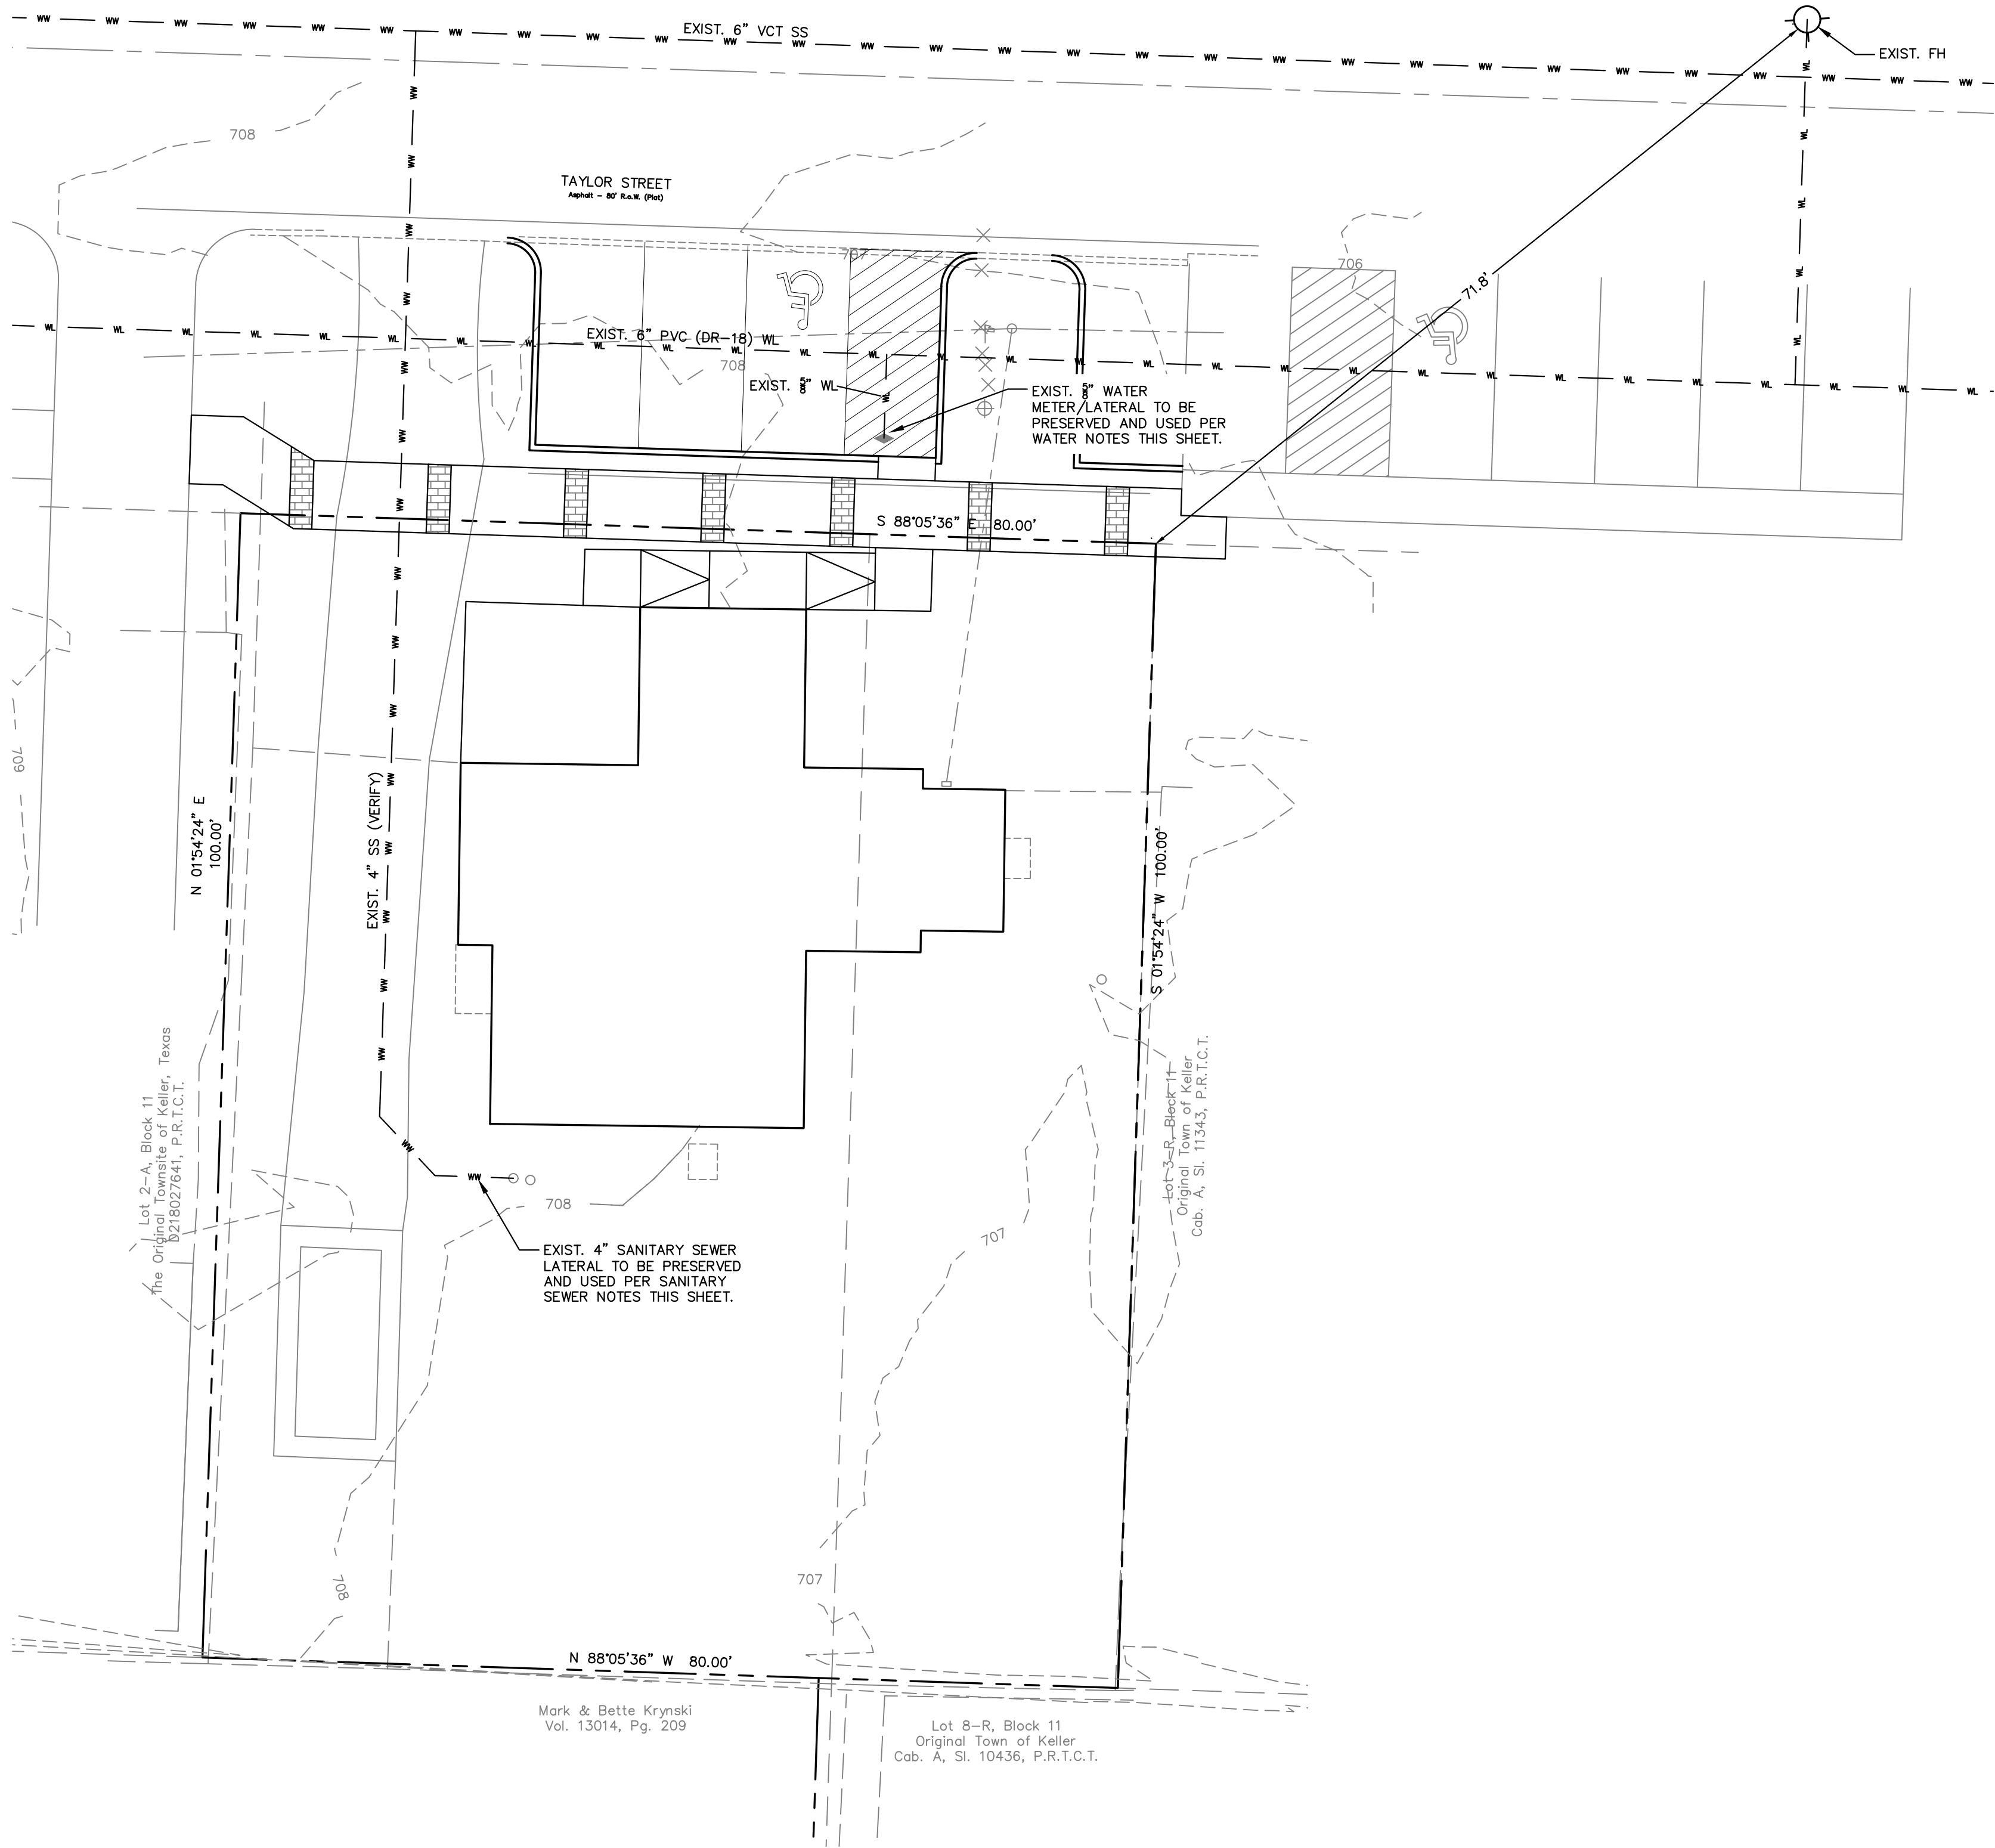 EXIST. 6" VCT SS
EXIST. FH
708
TAYLOR STREET
Asphalt - 80' R.o.W. (Plat)
707
706
71.8'
EXIST. 6" PVC (DR-18) WL
708
EXIST. 5/8" WL
EXIST. 5/8" WATER
METER/LATERAL TO BE
PRESERVED AND USED PER
WATER NOTES THIS SHEET.
S 88°05'36" E 80.00'
709
N 01°54'24" E
100.00'
EXIST. 4" SS (VERIFY)
S 01°54'24" W 100.00'
Lot 2-A, Block 11
The Original Townsite of Keller, Texas
D218027641, P.R.T.C.T.
Lot 3-R, Block 11
Original Town of Keller
Cab. A, Sl. 11343, P.R.T.C.T.
708
707
EXIST. 4" SANITARY SEWER
LATERAL TO BE PRESERVED
AND USED PER SANITARY
SEWER NOTES THIS SHEET.
708
707
N 88°05'36" W 80.00'
Mark & Bette Krynski
Vol. 13014, Pg. 209
Lot 8-R, Block 11
Original Town of Keller
Cab. A, Sl. 10436, P.R.T.C.T.
WW
WL